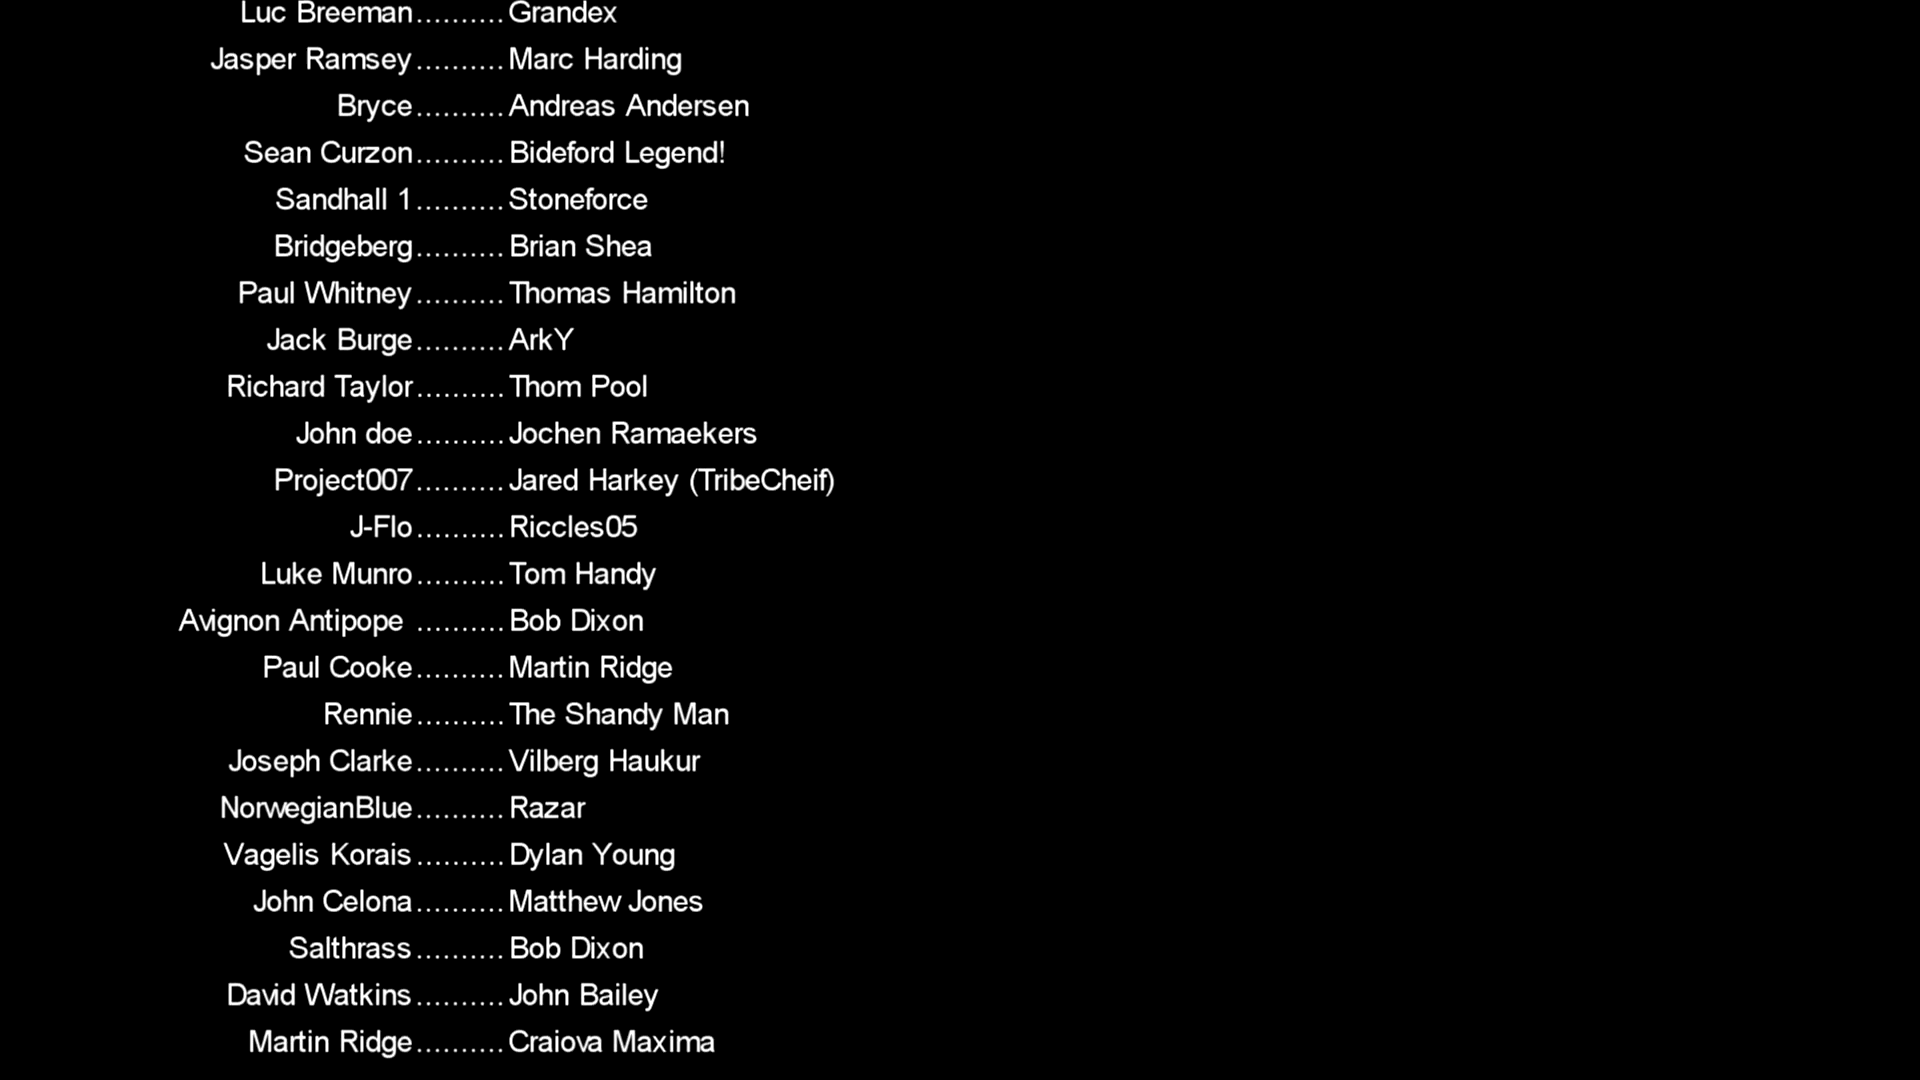 Luc Breeman..........Grandex
Jasper Ramsey..........Marc Harding
Bryce..........Andreas Andersen
Sean Curzon..........Bideford Legend!
Sandhall 1..........Stoneforce
Bridgeberg..........Brian Shea
Paul Whitney..........Thomas Hamilton
Jack Burge..........ArkY
Richard Taylor..........Thom Pool
John doe..........Jochen Ramaekers
Project007..........Jared Harkey (TribeCheif)
J-Flo..........Riccles05
Luke Munro..........Tom Handy
Avignon Antipope ..........Bob Dixon
Paul Cooke..........Martin Ridge
Rennie..........The Shandy Man
Joseph Clarke..........Vilberg Haukur
NorwegianBlue..........Razar
Vagelis Korais..........Dylan Young
John Celona..........Matthew Jones
Salthrass..........Bob Dixon
David Watkins..........John Bailey
Martin Ridge..........Craiova Maxima